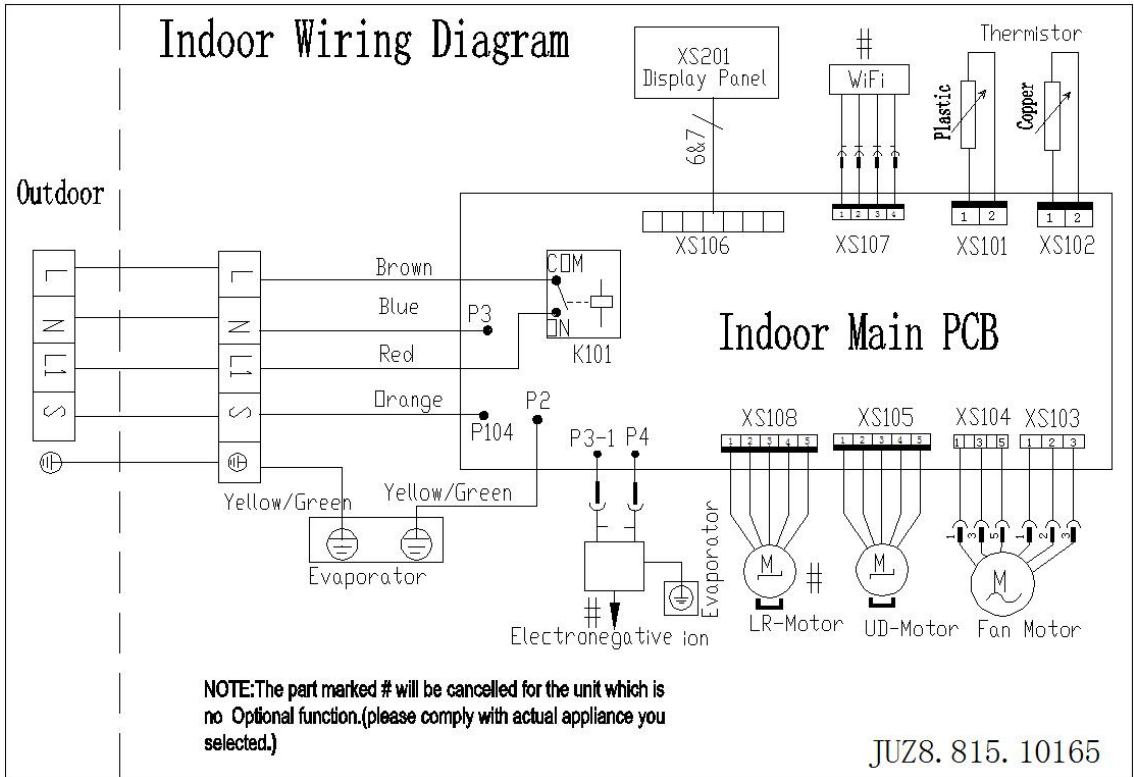 Indoor Wiring Diagram
XS201
Display Panel
6&7
#
WiFi
Thermistor
Plastic
Copper
Outdoor
1 2 3 4
1 2
1 2
XS106
XS107
XS101
XS102
L
N
L1
S
L
N
L1
S
Brown
Blue
Red
Orange
COM
ON
K101
P3
P104
P2
P3-1 P4
Indoor Main PCB
XS108
XS105
XS104
XS103
1 2 3 4 5
1 2 3 4 5
1 3 5
1 2 3
Yellow/Green
Yellow/Green
Evaporator
Evaporator
#
Electronegative ion
M
#
LR-Motor
M
UD-Motor
1 3 5 1 2 3
M
Fan Motor
NOTE:The part marked # will be cancelled for the unit which is
no Optional function.(please comply with actual appliance you
selected.)
JUZ8.815.10165